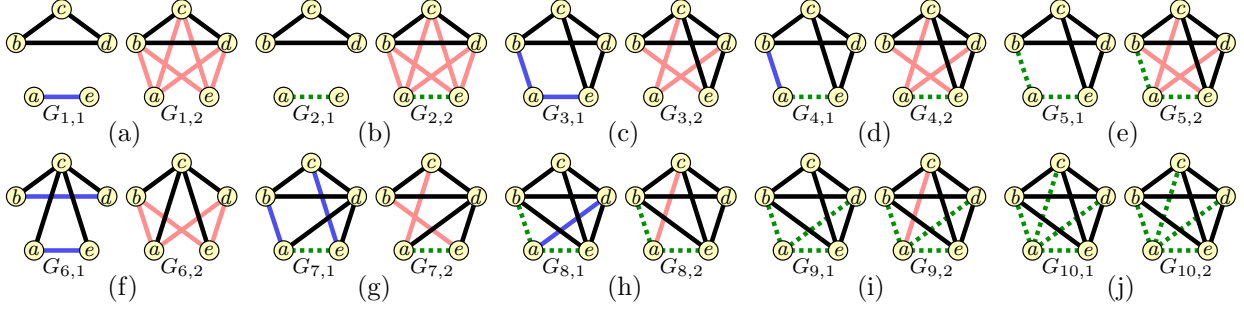 c c c c c c c c c c
b d b d b d b d b d b d b d b d b d b d
a e a e a e a e a e a e a e a e a e a e
G1,1 G1,2 G2,1 G2,2 G3,1 G3,2 G4,1 G4,2 G5,1 G5,2
(a) (b) (c) (d) (e)
c c c c c c c c c c
b d b d b d b d b d b d b d b d b d b d
a e a e a e a e a e a e a e a e a e a e
G6,1 G6,2 G7,1 G7,2 G8,1 G8,2 G9,1 G9,2 G10,1 G10,2
(f) (g) (h) (i) (j)